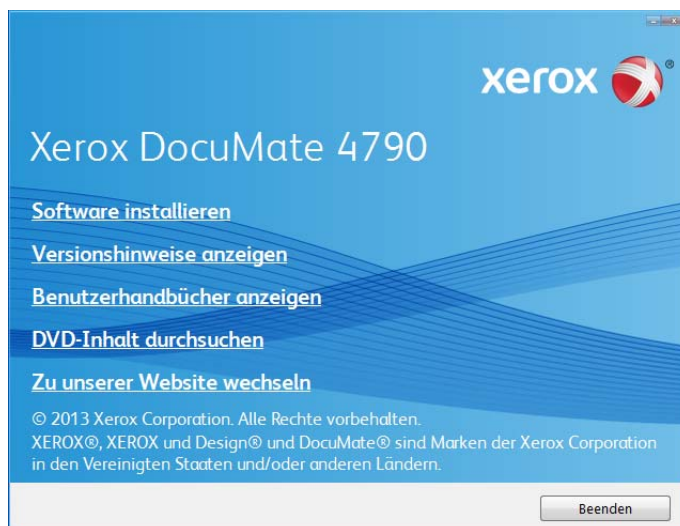 xerox ®
Xerox DocuMate 4790
Software installieren
Versionshinweise anzeigen
Benutzerhandbücher anzeigen
DVD-Inhalt durchsuchen
Zu unserer Website wechseln
© 2013 Xerox Corporation. Alle Rechte vorbehalten.
XEROX®, XEROX und Design® und DocuMate® sind Marken der Xerox Corporation
in den Vereinigten Staaten und/oder anderen Ländern.
Beenden